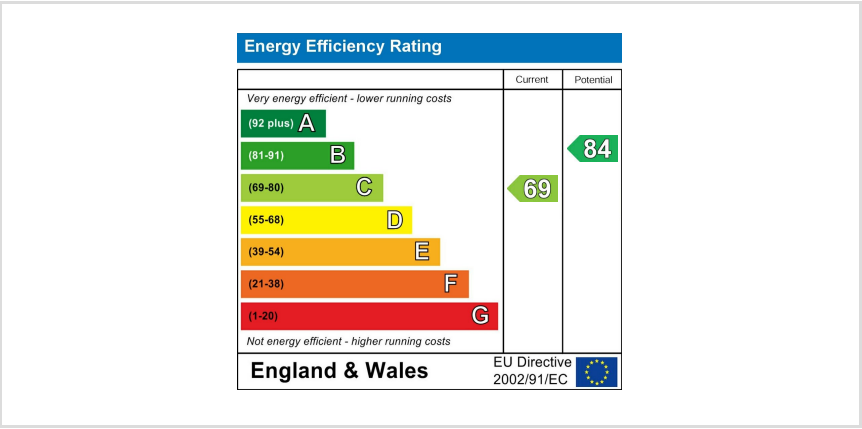 Energy Efficiency Rating
Current Potential
Very energy efficient - lower running costs
(92 plus) A
(81-91) B
84
(69-80) C
69
(55-68) D
(39-54) E
(21-38) F
(1-20) G
Not energy efficient - higher running costs
England & Wales
EU Directive
2002/91/EC